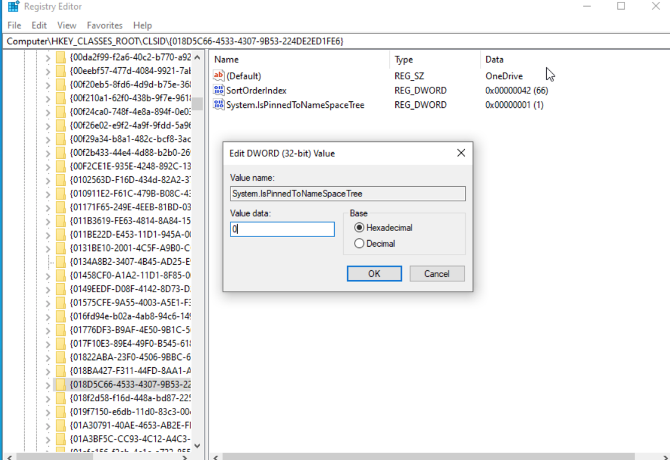 Registry Editor
File Edit View Favorites Help
Computer\HKEY_CLASSES_ROOT\CLSID\{018D5C66-4533-4307-9B53-224DE2ED1FE6}
Name Type Data
(Default) REG_SZ OneDrive
SortOrderIndex REG_DWORD 0x00000042 (66)
System.IsPinnedToNameSpaceTree REG_DWORD 0x00000001 (1)
{00da2f99-f2a6-40c2-b770-a92
{00eebf57-477d-4084-9921-7ab
{00f20eb5-8fd6-4d9d-b75e-368
{00f210a1-62f0-438b-9f7e-9618
{00f24ca0-748f-4e8a-894f-0e03
{00f26e02-e9f2-4a9f-9fdd-5a96
{00f29a34-b8a1-482c-bcf8-3ac
{00f2b433-44e4-4d88-b2b0-269
{00F2CE1E-935E-4248-892C-13
{0102563D-F16D-434d-82A2-37
{010911E2-F61C-479B-B08C-43
{01171F65-249E-4EEB-81BD-03
{011B3619-FE63-4814-8A84-15
{011BE22D-E453-11D1-945A-00
{0131BE10-2001-4C5F-A9B0-C
{0134A8B2-3407-4B45-AD25-E
{01458CF0-A1A2-11D1-8F85-00
{0149EEDF-D08F-4142-8D73-D
{01575CFE-9A55-4003-A5E1-F3
{016fd94e-b02a-4ab8-94c6-149
{01776DF3-B9AF-4E50-9B1C-5
{017F10E3-89E4-49F0-B545-618
{01822ABA-23F0-4506-9BBC-6
{018BA427-F311-44FD-8AA1-A
{018D5C66-4533-4307-9B53-22
{018f2d58-f16d-448a-bd87-225
{019f7150-e6db-11d0-83c3-00c
{01A30791-40AE-4653-AB2E-FI
{01A3BF5C-CC93-4C12-A4C3-
Edit DWORD (32-bit) Value
Value name:
System.IsPinnedToNameSpaceTree
Value data:
0
Base
Hexadecimal
Decimal
OK Cancel